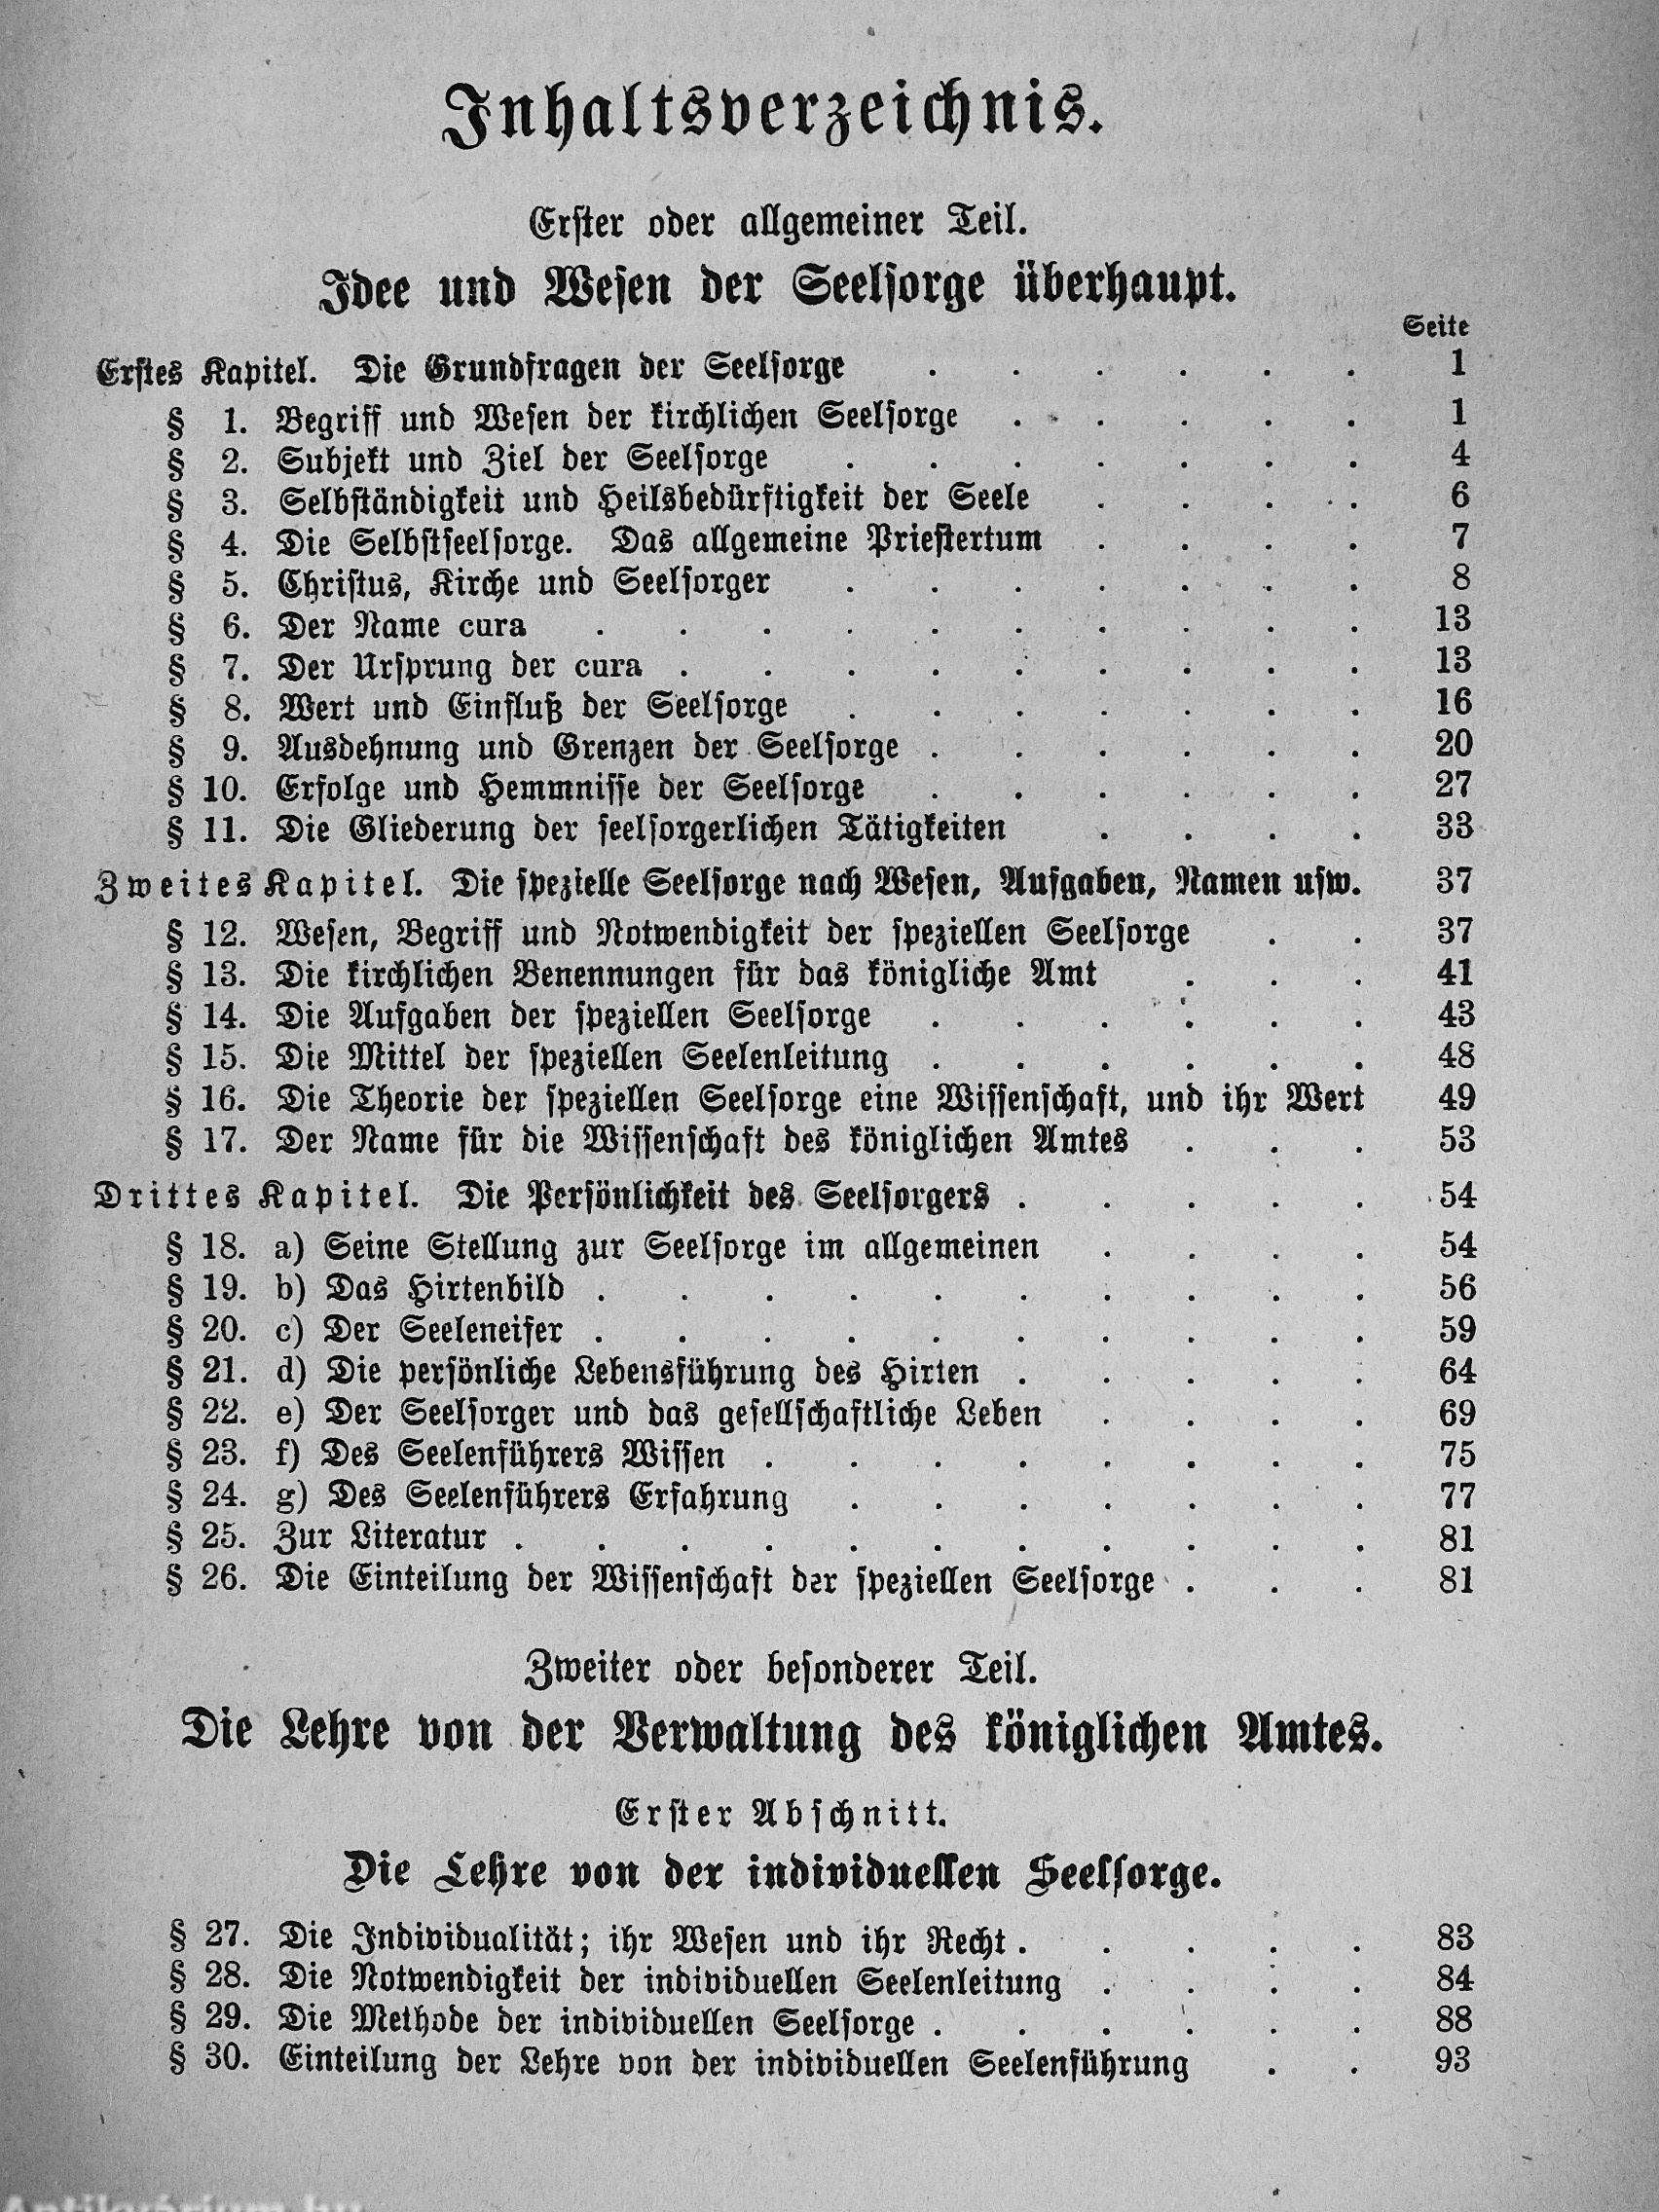 Inhaltsverzeichnis.
Erster oder allgemeiner Teil.
Idee und Wesen der Seelsorge überhaupt.
Seite
Erstes Kapitel. Die Grundfragen der Seelsorge . . . . . . 1
§ 1. Begriff und Wesen der kirchlichen Seelsorge . . . . . 1
§ 2. Subjekt und Ziel der Seelsorge . . . . . . . 4
§ 3. Selbständigkeit und Heilsbedürftigkeit der Seele . . . . 6
§ 4. Die Selbstseelsorge. Das allgemeine Priestertum . . . . 7
§ 5. Christus, Kirche und Seelsorger . . . . . . . 8
§ 6. Der Name cura . . . . . . . . . . 13
§ 7. Der Ursprung der cura . . . . . . . . . 13
§ 8. Wert und Einfluß der Seelsorge . . . . . . . 16
§ 9. Ausdehnung und Grenzen der Seelsorge . . . . . . 20
§ 10. Erfolge und Hemmnisse der Seelsorge . . . . . . 27
§ 11. Die Gliederung der seelsorgerlichen Tätigkeiten . . . . 33
Zweites Kapitel. Die spezielle Seelsorge nach Wesen, Aufgaben, Namen usw. 37
§ 12. Wesen, Begriff und Notwendigkeit der speziellen Seelsorge . . 37
§ 13. Die kirchlichen Benennungen für das königliche Amt . . . 41
§ 14. Die Aufgaben der speziellen Seelsorge . . . . . . 43
§ 15. Die Mittel der speziellen Seelenleitung . . . . . . 48
§ 16. Die Theorie der speziellen Seelsorge eine Wissenschaft, und ihr Wert 49
§ 17. Der Name für die Wissenschaft des königlichen Amtes . . . 53
Drittes Kapitel. Die Persönlichkeit des Seelsorgers . . . . . 54
§ 18. a) Seine Stellung zur Seelsorge im allgemeinen . . . . 54
§ 19. b) Das Hirtenbild . . . . . . . . . . 56
§ 20. c) Der Seeleneifer . . . . . . . . . . 59
§ 21. d) Die persönliche Lebensführung des Hirten . . . . . 64
§ 22. e) Der Seelsorger und das gesellschaftliche Leben . . . . 69
§ 23. f) Des Seelenführers Wissen . . . . . . . . 75
§ 24. g) Des Seelenführers Erfahrung . . . . . . . 77
§ 25. Zur Literatur . . . . . . . . . . . 81
§ 26. Die Einteilung der Wissenschaft der speziellen Seelsorge . . . 81
Zweiter oder besonderer Teil.
Die Lehre von der Verwaltung des königlichen Amtes.
Erster Abschnitt.
Die Lehre von der individuellen Seelsorge.
§ 27. Die Individualität; ihr Wesen und ihr Recht . . . . . 83
§ 28. Die Notwendigkeit der individuellen Seelenleitung . . . . 84
§ 29. Die Methode der individuellen Seelsorge . . . . . . 88
§ 30. Einteilung der Lehre von der individuellen Seelenführung . . 93